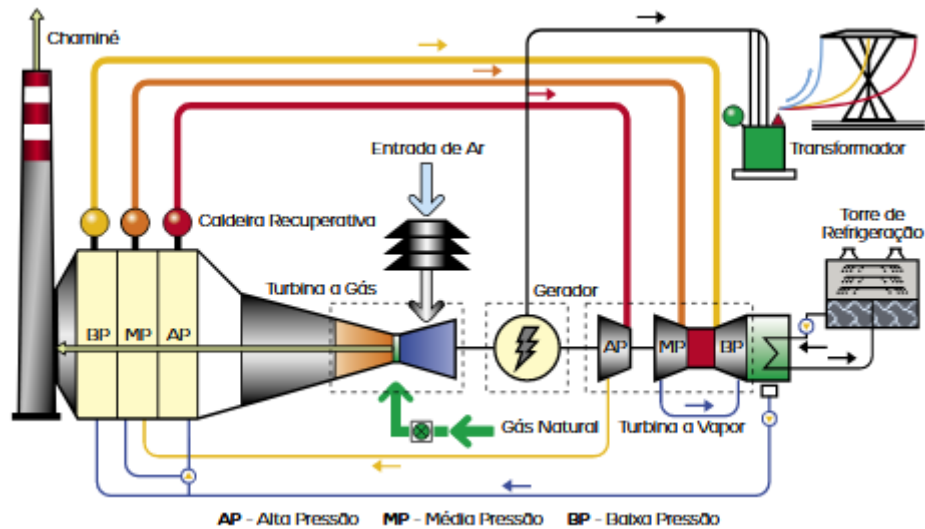 Chaminé
Entrada de Ar
Transformador
Caldeira Recuperativa
Torre de
Refrigeração
Turbina a Gás
Gerador
BP
MP
AP
AP
MP
BP
Gás Natural
Turbina a Vapor
AP - Alta Pressão MP - Média Pressão BP - Baixa Pressão